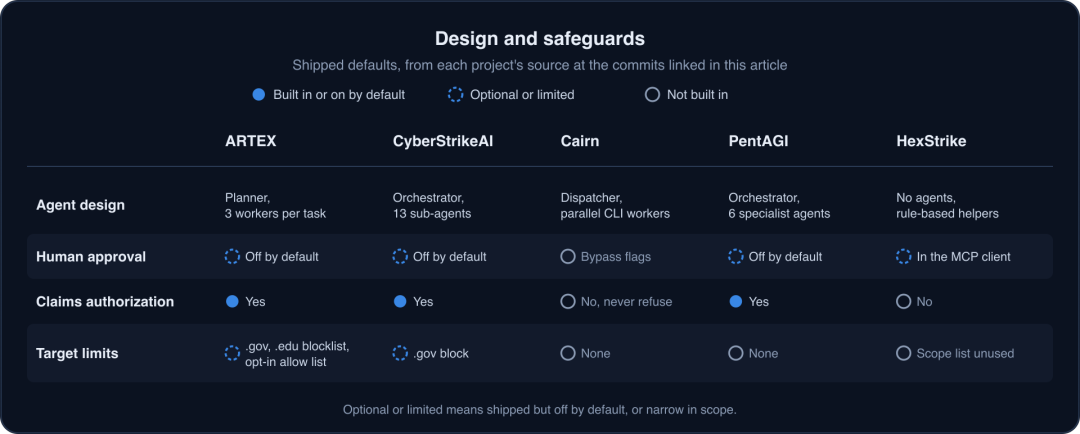 Design and safeguards
Shipped defaults, from each project's source at the commits linked in this article
Built in or on by default
Optional or limited
Not built in
ARTEX
CyberStrikeAI
Cairn
PentAGI
HexStrike
Agent design
Planner,
3 workers per task
Orchestrator,
13 sub-agents
Dispatcher,
parallel CLI workers
Orchestrator,
6 specialist agents
No agents,
rule-based helpers
Human approval
Off by default
Off by default
Bypass flags
Off by default
In the MCP client
Claims authorization
Yes
Yes
No, never refuse
Yes
No
Target limits
.gov, .edu blocklist,
opt-in allow list
.gov block
None
None
Scope list unused
Optional or limited means shipped but off by default, or narrow in scope.